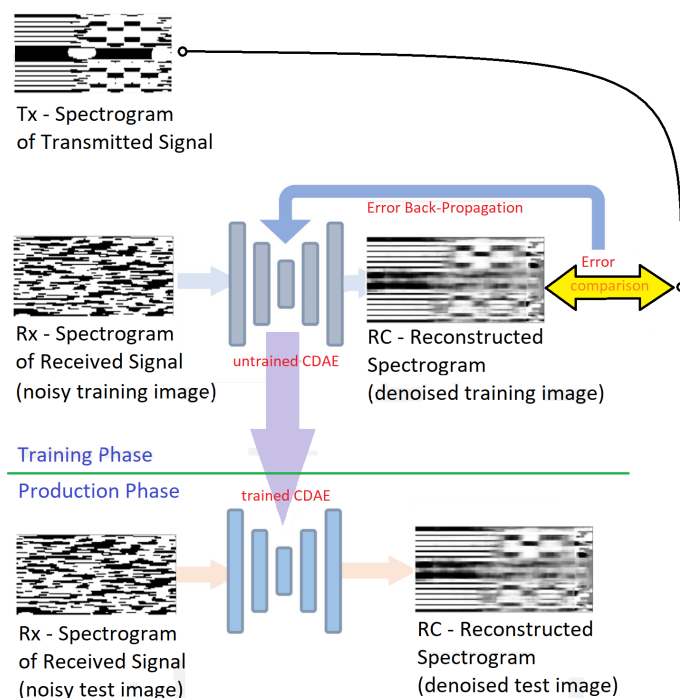 Tx - Spectrogram
of Transmitted Signal
Error Back-Propagation
Error
comparison
Rx - Spectrogram
of Received Signal
(noisy training image)
untrained CDAE
RC - Reconstructed
Spectrogram
(denoised training image)
Training Phase
Production Phase
trained CDAE
Rx - Spectrogram
of Received Signal
(noisy test image)
RC - Reconstructed
Spectrogram
(denoised test image)